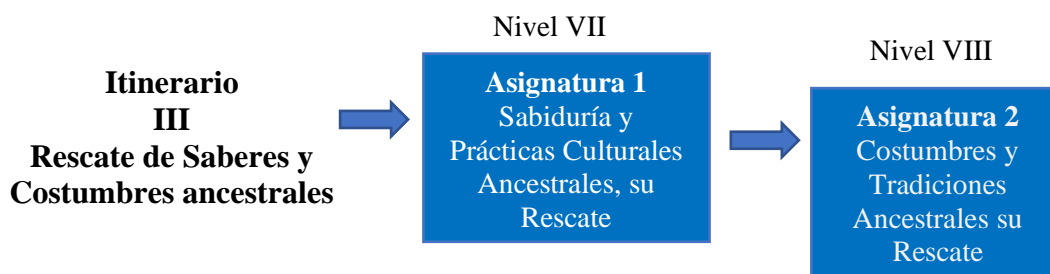 Itinerario
III
Rescate de Saberes y
Costumbres ancestrales
Nivel VII
Asignatura 1
Sabiduría y
Prácticas Culturales
Ancestrales, su
Rescate
Nivel VIII
Asignatura 2
Costumbres y
Tradiciones
Ancestrales su
Rescate